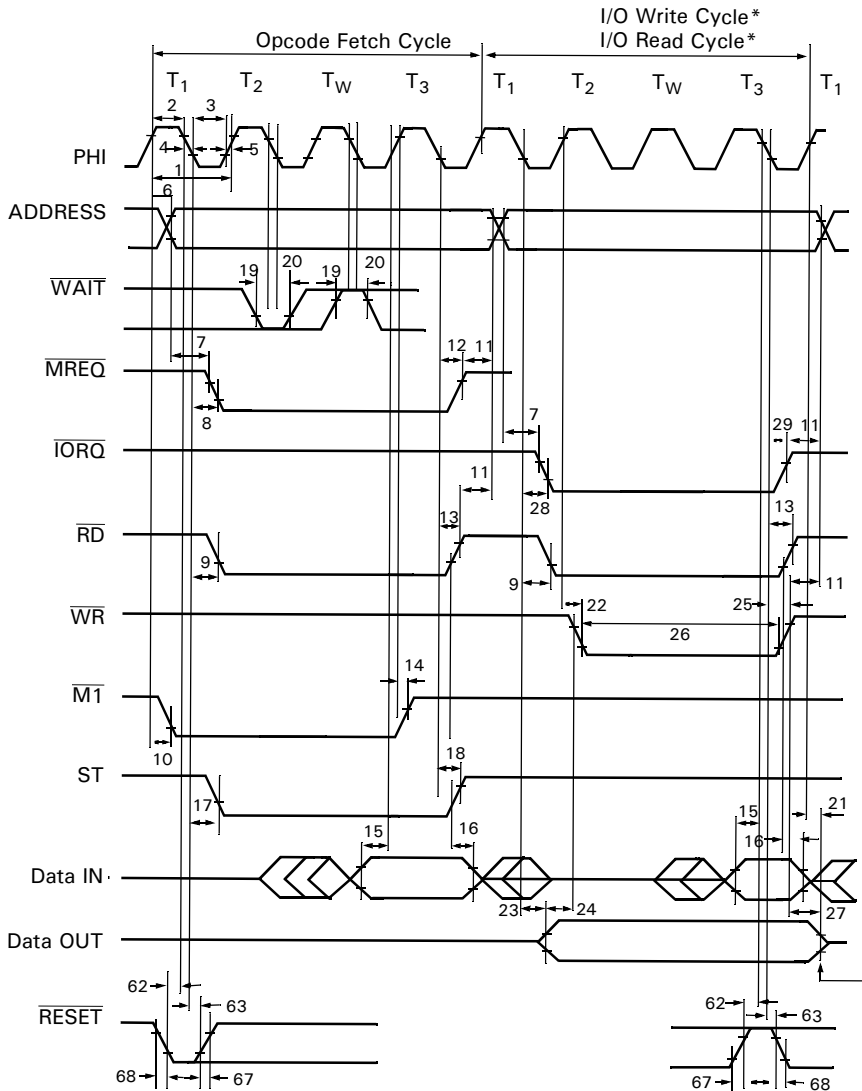 I/O Write Cycle*
Opcode Fetch Cycle I/O Read Cycle*
T1 T2 TW T3 T1 T2 TW T3 T1
2 3
PHI 4 5
1
6
ADDRESS
19 20 19 20
WAIT
7 12 11
MREQ
8 7 29 11
IORQ
11 28
13 13
RD
9 9 11
22 25
WR 26
14
M1
10 18
ST
17 21
15 16 15 16
Data IN
23 24 27
Data OUT
62 63 62 63
RESET
68 67 67 68